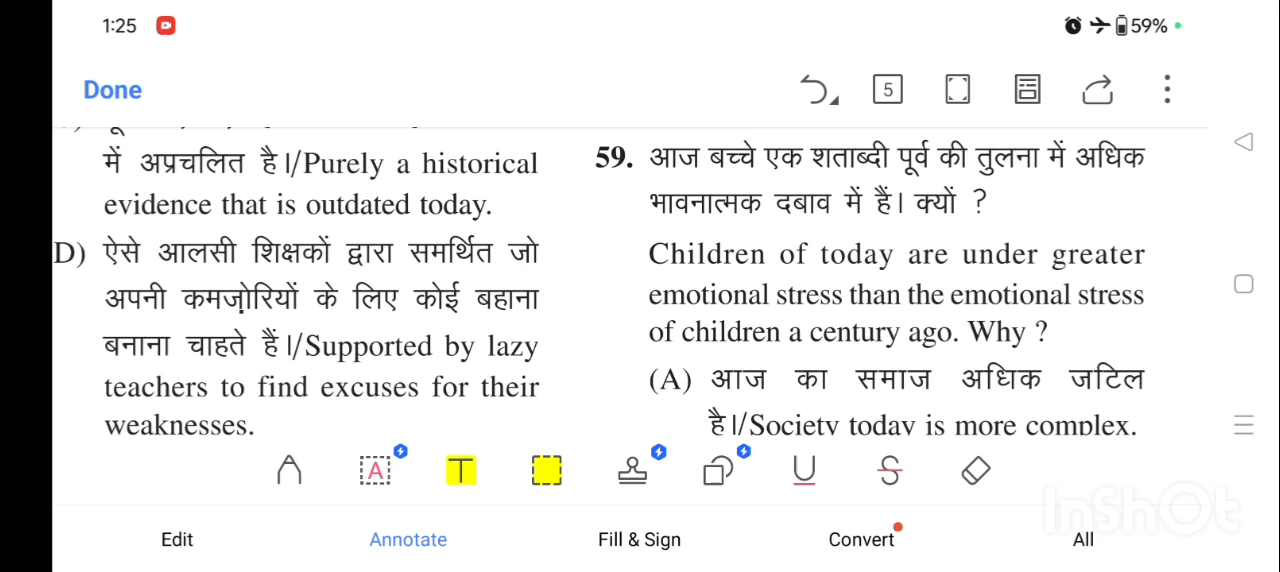 1:25
59%
Done
5
में अप्रचलित है।/Purely a historical
evidence that is outdated today.
D) ऐसे आलसी शिक्षकों द्वारा समर्थित जो
अपनी कमज़ोरियों के लिए कोई बहाना
बनाना चाहते हैं।/Supported by lazy
teachers to find excuses for their
weaknesses.
59. आज बच्चे एक शताब्दी पूर्व की तुलना में अधिक
भावनात्मक दबाव में हैं। क्यों ?
Children of today are under greater
emotional stress than the emotional stress
of children a century ago. Why ?
(A) आज का समाज अधिक जटिल
है।/Society today is more complex.
A T U S
Edit
Annotate
Fill & Sign
Convert
All
InShOt